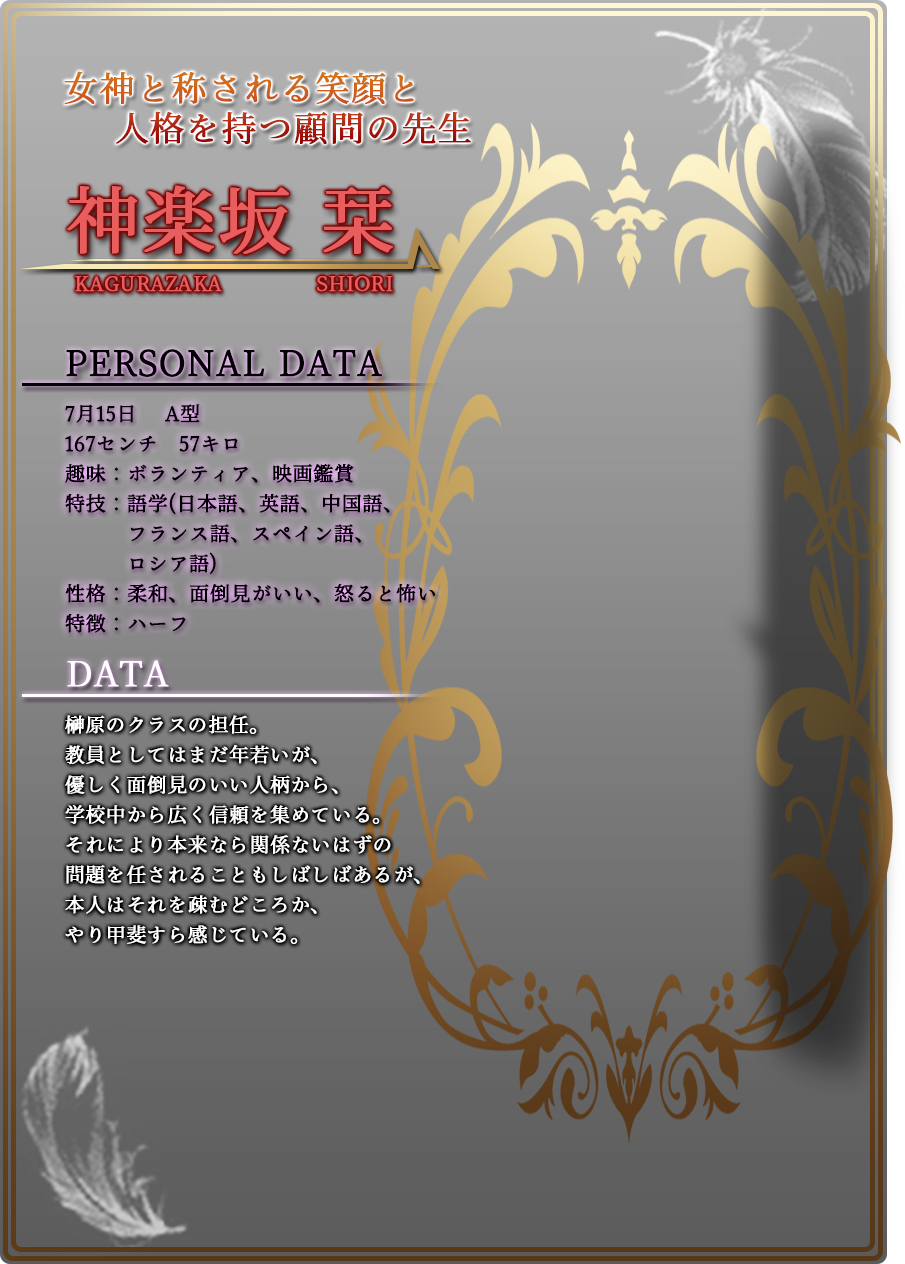 女神と称される笑顔と
人格を持つ顧問の先生
神楽坂 栞
KAGURAZAKA SHIORI
PERSONAL DATA
7月15日 A型
167センチ 57キロ
趣味：ボランティア、映画鑑賞
特技：語学(日本語、英語、中国語、
フランス語、スペイン語、
ロシア語)
性格：柔和、面倒見がいい、怒ると怖い
特徴：ハーフ
DATA
榊原のクラスの担任。
教員としてはまだ年若いが、
優しく面倒見のいい人柄から、
学校中から広く信頼を集めている。
それにより本来なら関係ないはずの
問題を任されることもしばしばあるが、
本人はそれを疎むどころか、
やり甲斐すら感じている。